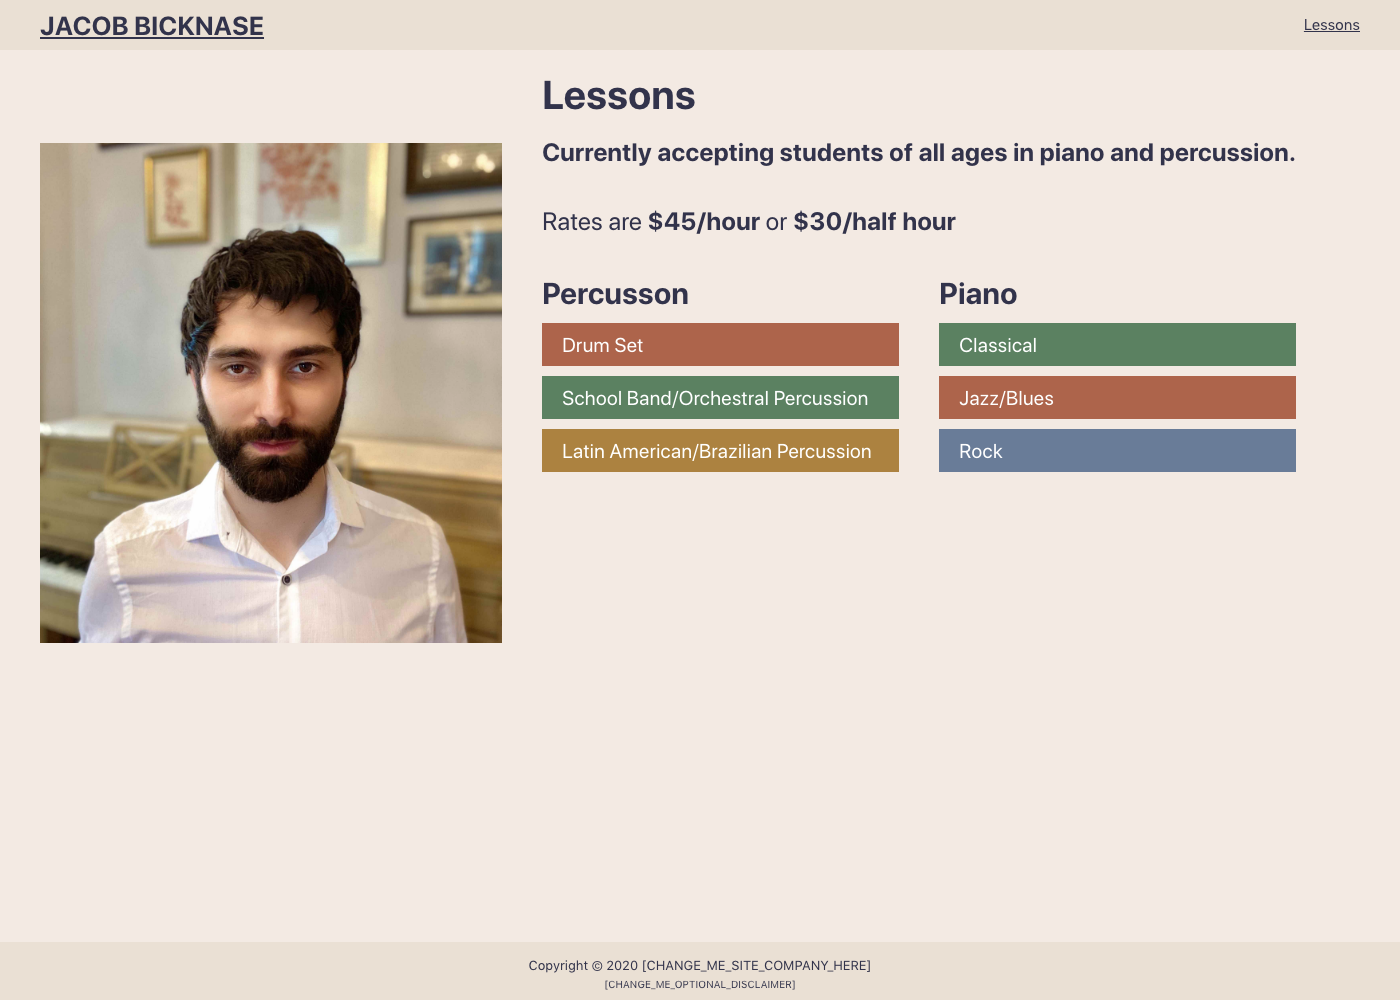 JACOB BICKNASE
Lessons
Lessons
Currently accepting students of all ages in piano and percussion.
Rates are $45/hour or $30/half hour
Percusson
Drum Set
School Band/Orchestral Percussion
Latin American/Brazilian Percussion
Piano
Classical
Jazz/Blues
Rock
Copyright © 2020 [CHANGE_ME_SITE_COMPANY_HERE]
[CHANGE_ME_OPTIONAL_DISCLAIMER]